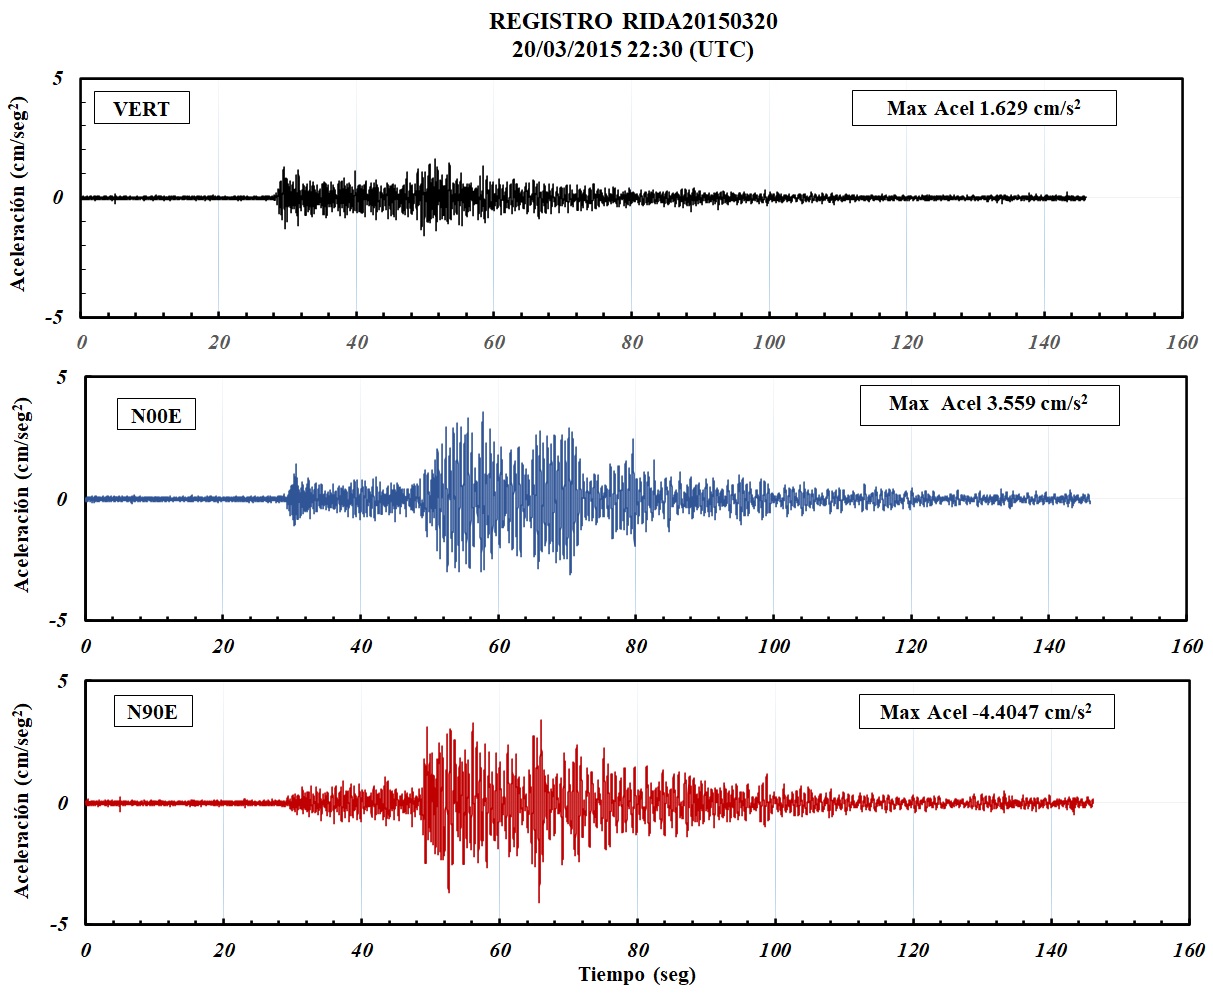 REGISTRO RIDA20150320
20/03/2015 22:30 (UTC)
Aceleración (cm/seg²)
5
0
-5
VERT
Max Acel 1.629 cm/s²
0 20 40 60 80 100 120 140 160
Aceleración (cm/seg²)
5
0
-5
N00E
Max Acel 3.559 cm/s²
0 20 40 60 80 100 120 140 160
Aceleración (cm/seg²)
5
0
-5
N90E
Max Acel -4.4047 cm/s²
0 20 40 60 80 100 120 140 160
Tiempo (seg)